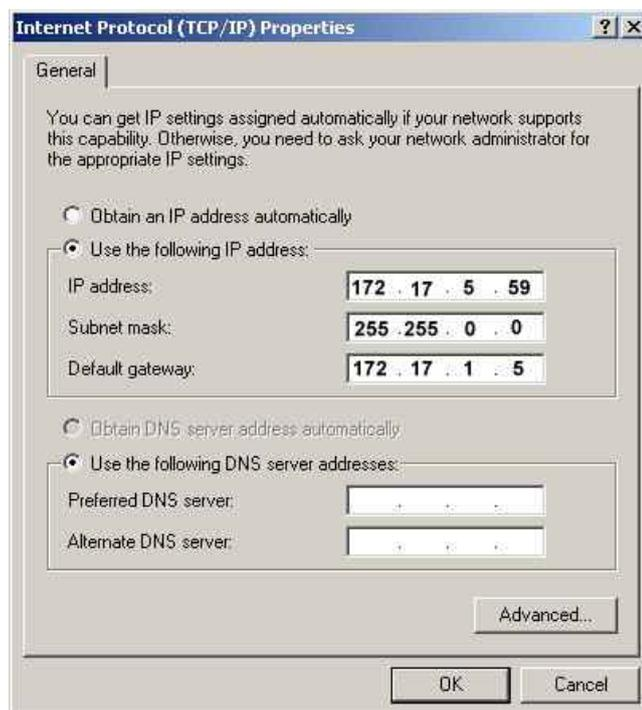 Internet Protocol (TCP/IP) Properties
General
You can get IP settings assigned automatically if your network supports
this capability. Otherwise, you need to ask your network administrator for
the appropriate IP settings.
Obtain an IP address automatically
Use the following IP address:
IP address: 172 . 17 . 5 . 59
Subnet mask: 255 . 255 . 0 . 0
Default gateway: 172 . 17 . 1 . 5
Obtain DNS server address automatically
Use the following DNS server addresses:
Preferred DNS server: . . .
Alternate DNS server: . . .
Advanced...
OK Cancel